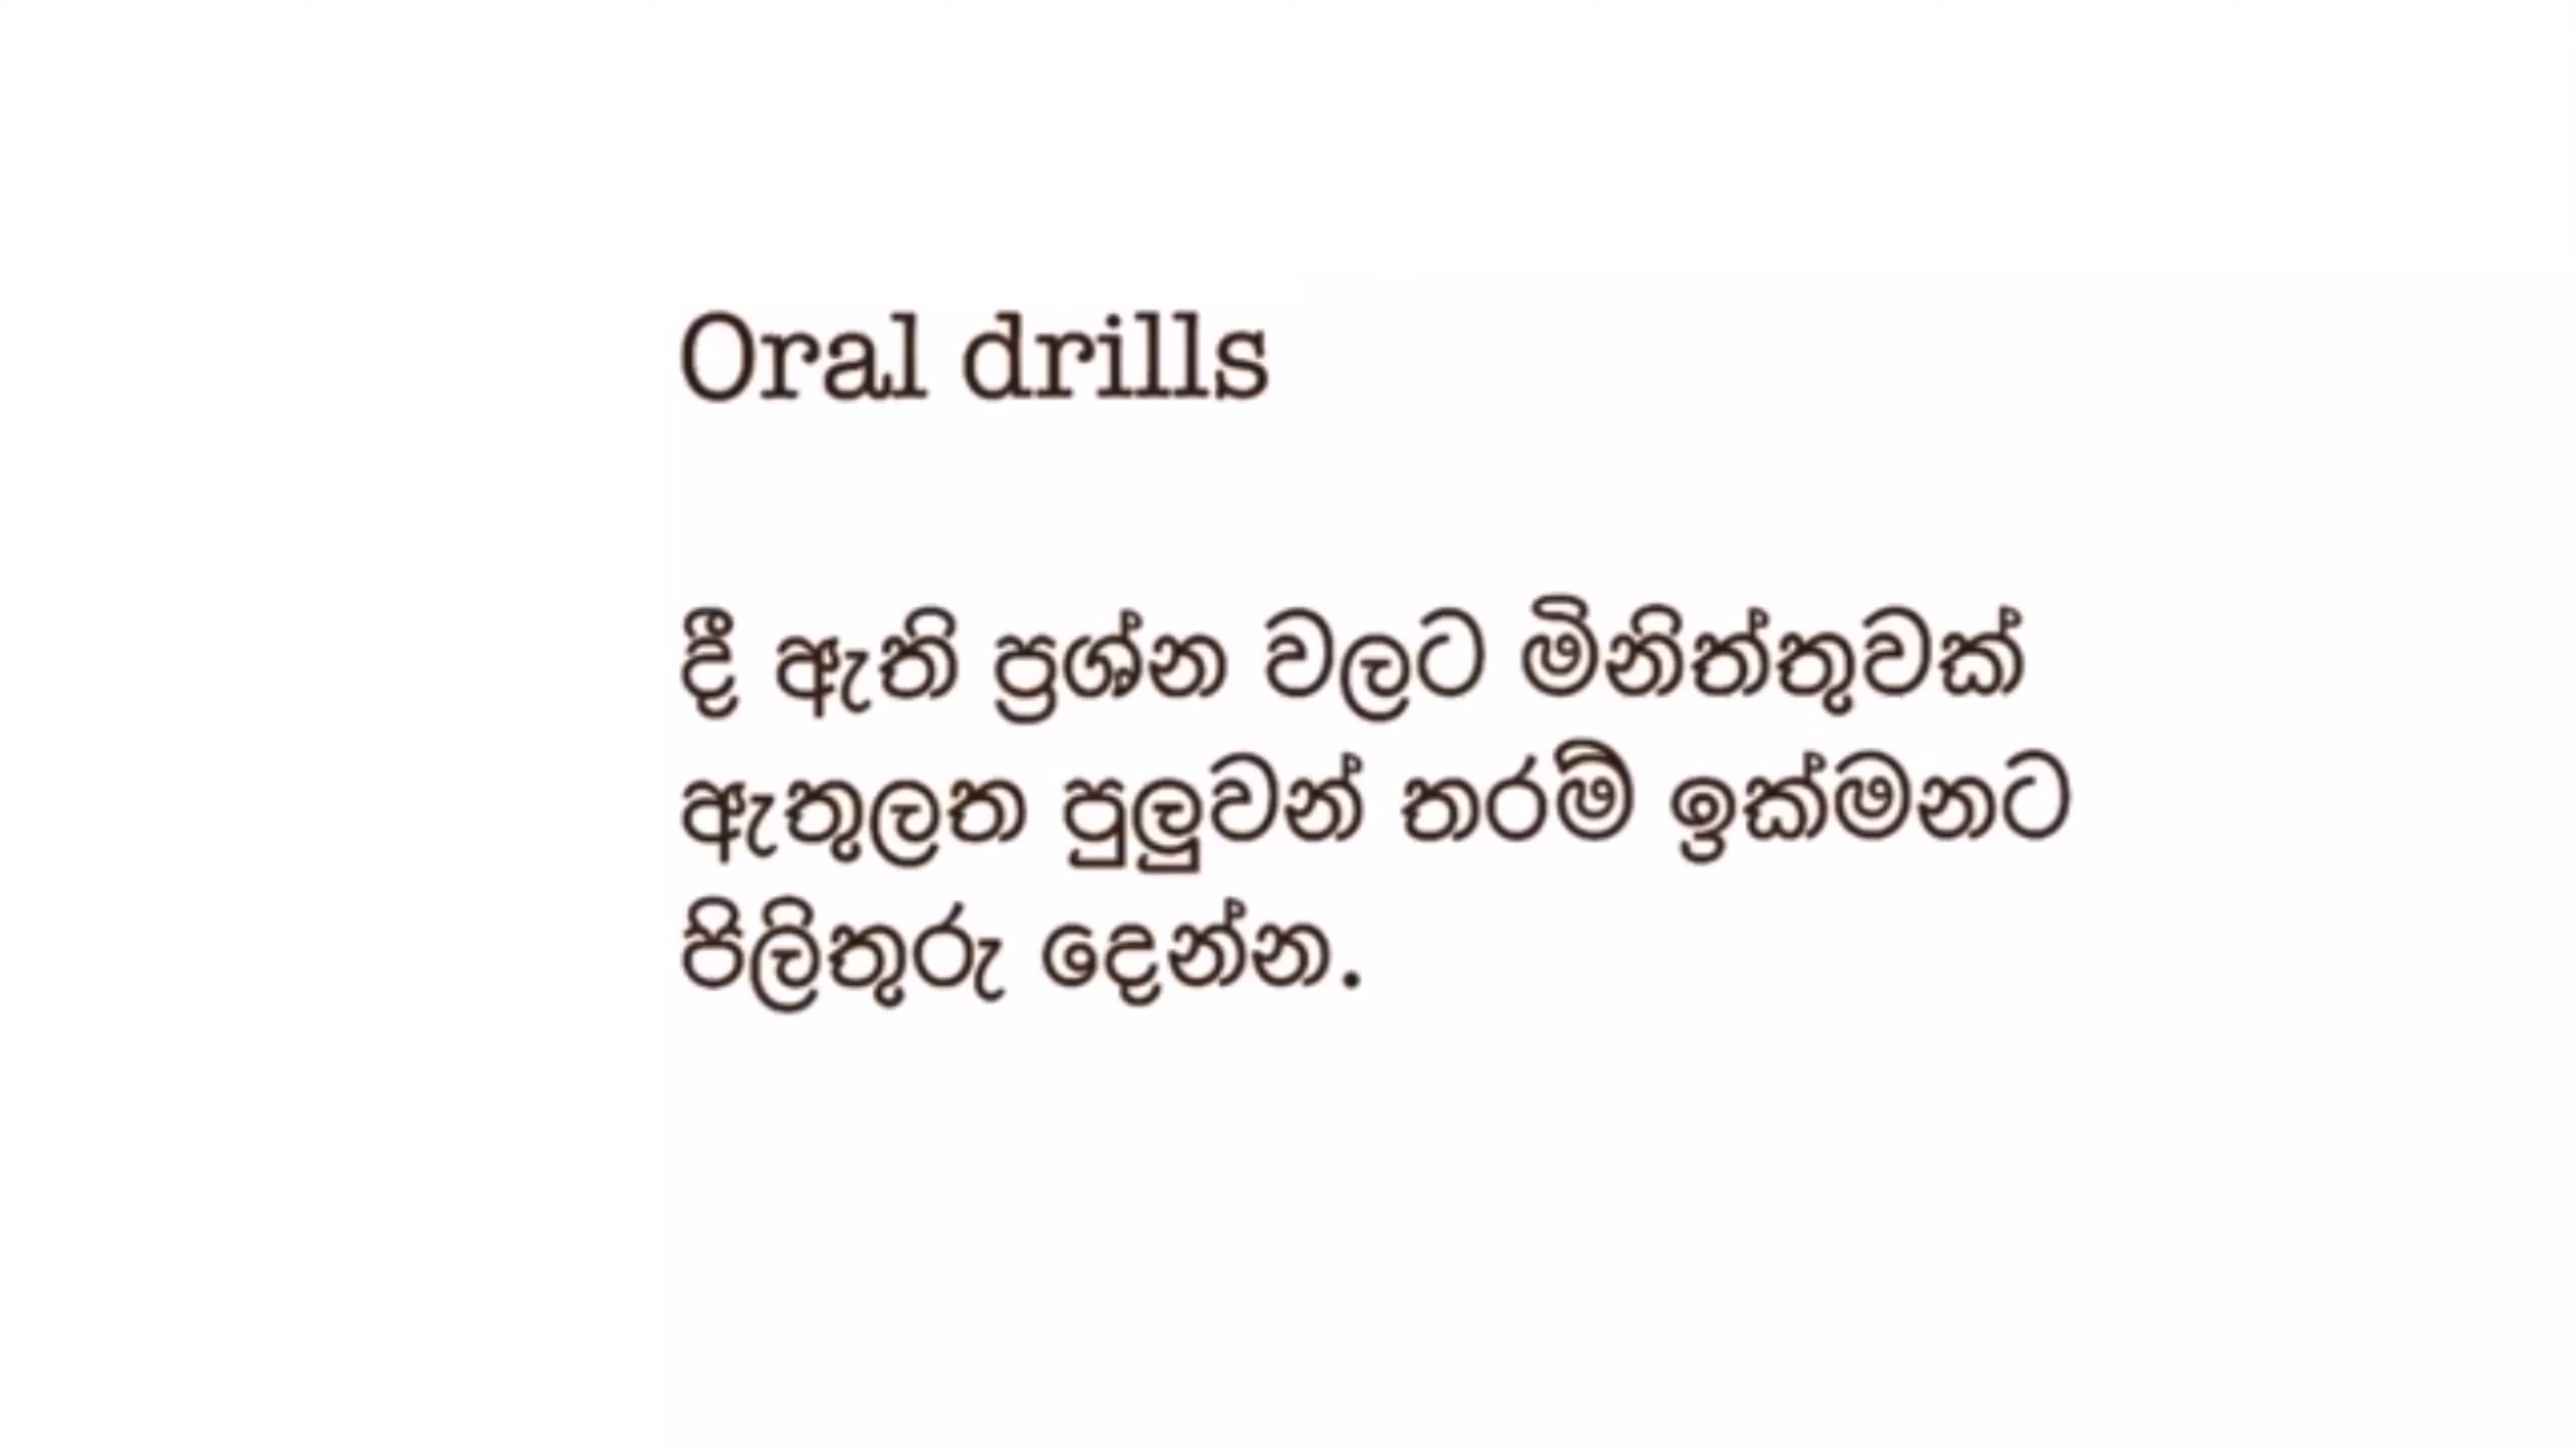 Oral drills
දී ඇති ප්‍රශ්න වලට මිනිත්තුවක්
ඇතුලත පුලුවන් තරම් ඉක්මනට
පිලිතුරු දෙන්න.